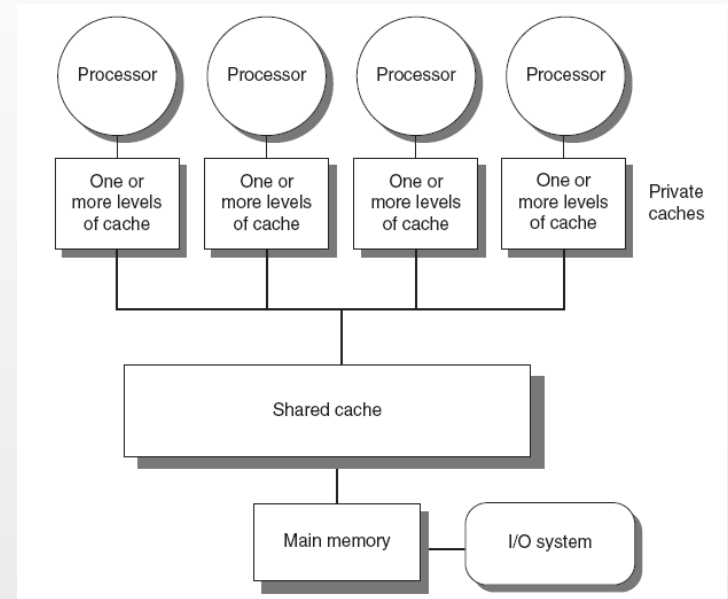 Processor
Processor
Processor
Processor
One or
more levels
of cache
One or
more levels
of cache
One or
more levels
of cache
One or
more levels
of cache
Private
caches
Shared cache
Main memory
I/O system